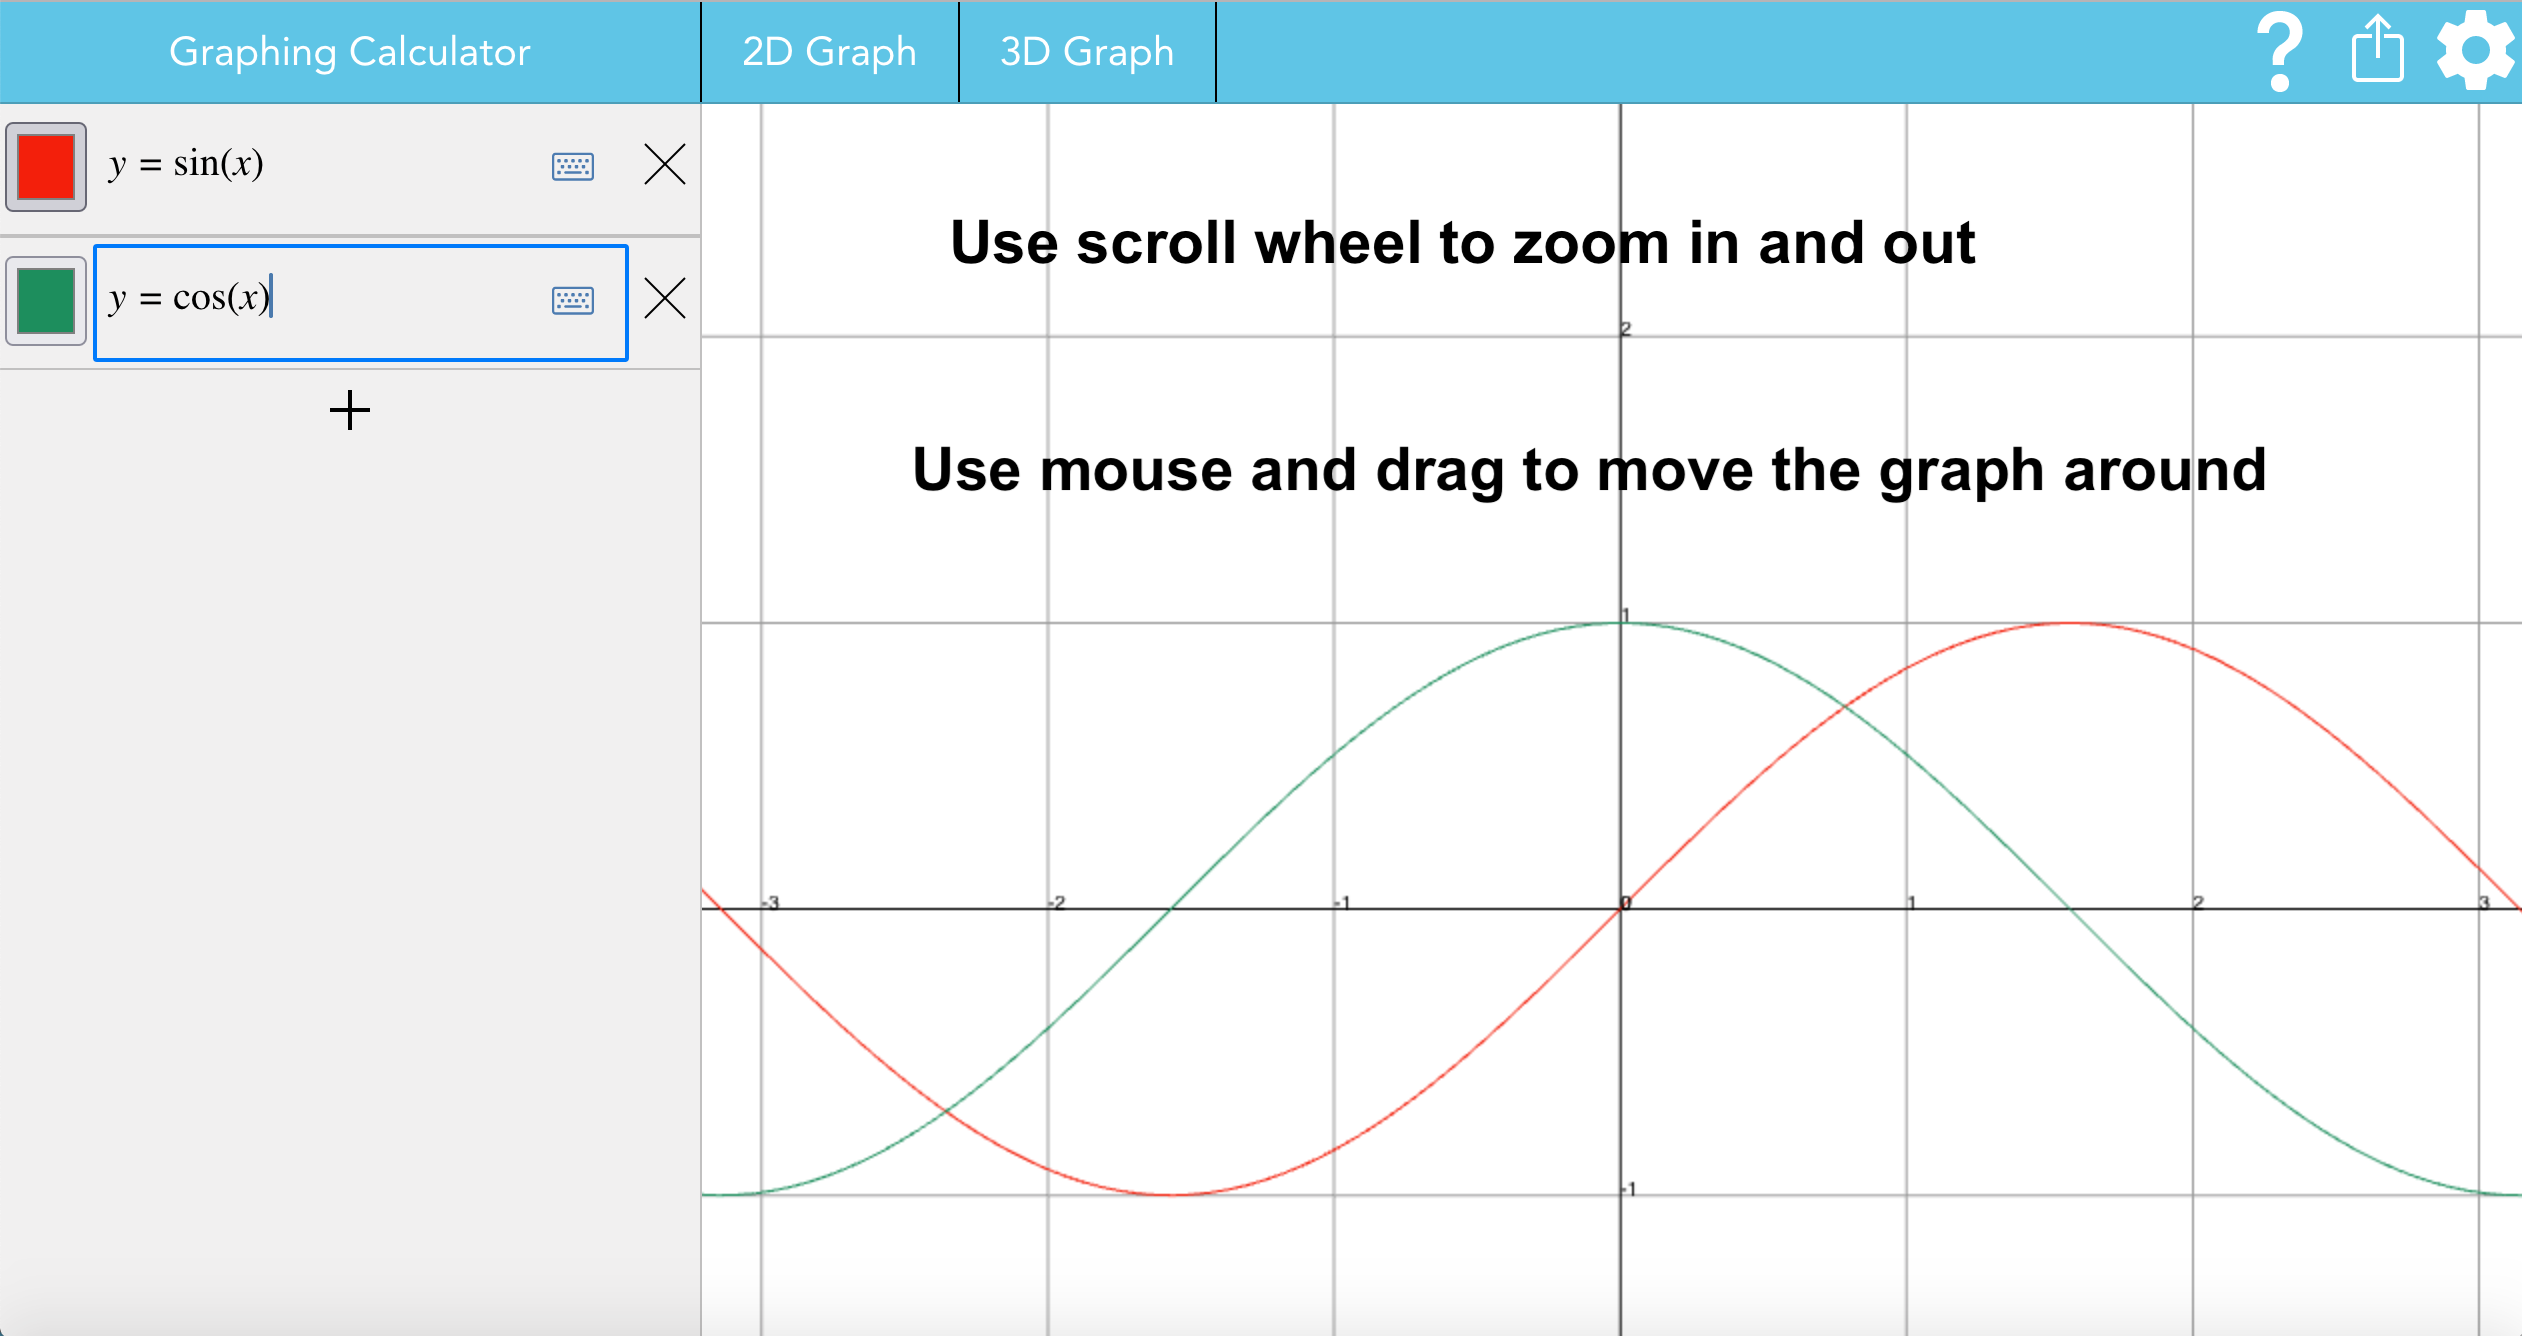 Graphing Calculator
2D Graph
3D Graph
?
y = sin(x)
y = cos(x)
+
Use scroll wheel to zoom in and out
2
Use mouse and drag to move the graph around
1
-3 -2 -1 0 1 2 3
-1